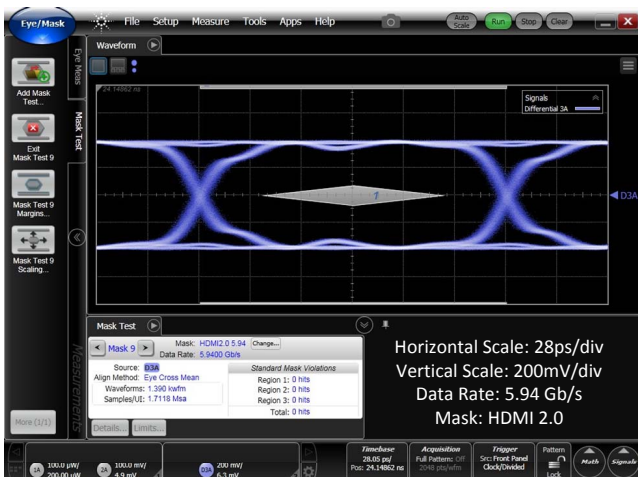 Eye/Mask
File Setup Measure Tools Apps Help
Auto Scale
Run Stop Clear
Waveform
Eye Meas
Mask Test
Add Mask Test...
Exit Mask Test 9
Mask Test 9 Margins...
Mask Test 9 Scaling...
24.14862 ns
Signals
Differential 3A
1
D3A
Mask Test
Mask 9
Mask: HDMI2.0 5.94 Change...
Data Rate: 5.9400 Gb/s
Source: D3A
Align Method: Eye Cross Mean
Waveforms: 1.390 kwfm
Samples/UI: 1.7118 Msa
Standard Mask Violations
Region 1: 0 hits
Region 2: 0 hits
Region 3: 0 hits
Total: 0 hits
Details... Limits...
Measurements
More (1/1)
Horizontal Scale: 28ps/div
Vertical Scale: 200mV/div
Data Rate: 5.94 Gb/s
Mask: HDMI 2.0
1A 100.0 µW/
200.00 µW
2A 100.0 mV/
4.9 mV
D3A 200 mV/
6.3 mV
Timebase
28.05 ps/
Pos: 24.14862 ns
Acquisition
Full Pattern: Off
2048 pts/wfm
Trigger
Src: Front Panel
Clock/Divided
Pattern
Lock
Math
Signals